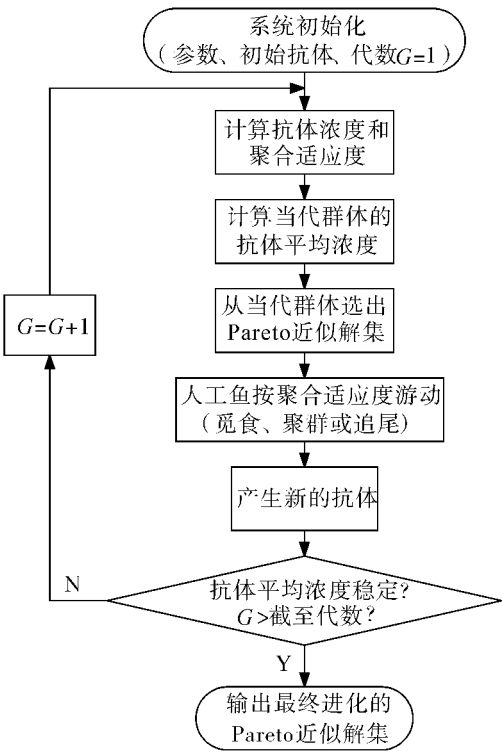 系统初始化
(参数、初始抗体、代数G=1)
计算抗体浓度和
聚合适应度
计算当代群体的
抗体平均浓度
从当代群体选出
Pareto近似解集
G=G+1
人工鱼按聚合适应度游动
(觅食、聚群或追尾)
产生新的抗体
抗体平均浓度稳定?
G>截至代数?
N
Y
输出最终进化的
Pareto近似解集